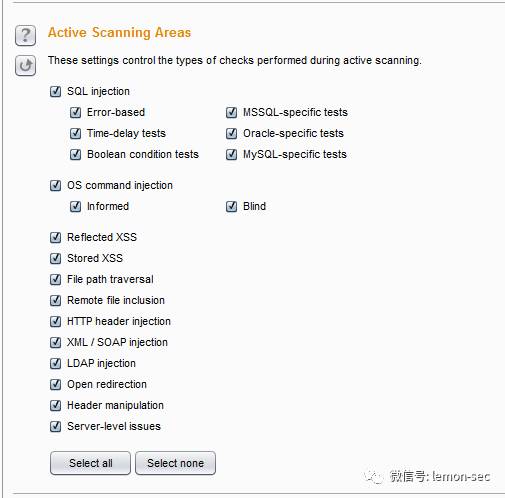 ?
Active Scanning Areas
These settings control the types of checks performed during active scanning.
SQL injection
Error-based MSSQL-specific tests
Time-delay tests Oracle-specific tests
Boolean condition tests MySQL-specific tests
OS command injection
Informed Blind
Reflected XSS
Stored XSS
File path traversal
Remote file inclusion
HTTP header injection
XML / SOAP injection
LDAP injection
Open redirection
Header manipulation
Server-level issues
Select all Select none
微信号: lemon-sec